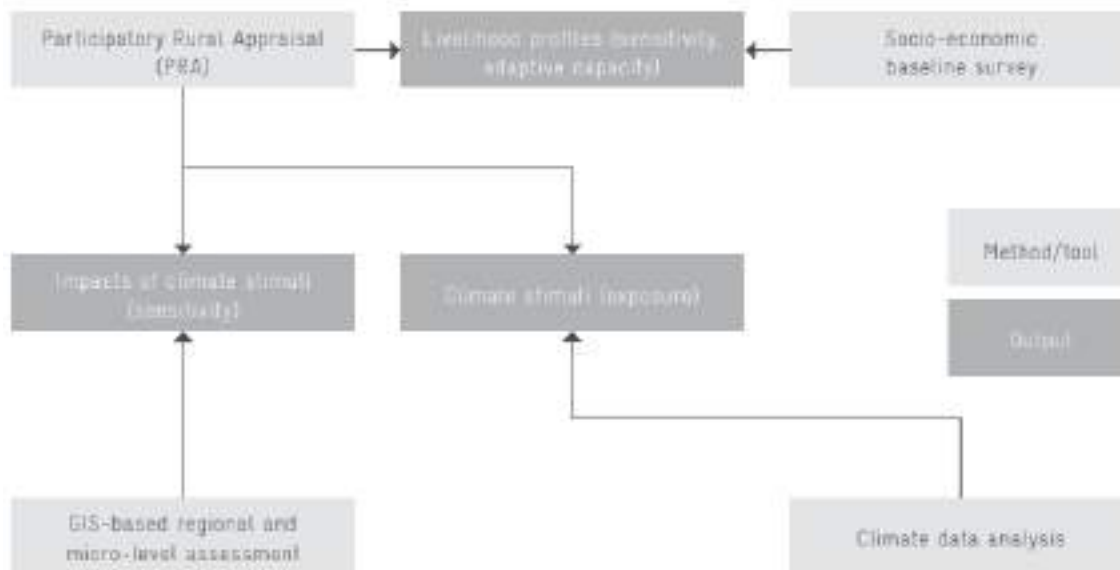 Participatory Rural Appraisal
(PRA)
Livelihood profiles (sensitivity,
adaptive capacity)
Socio-economic
baseline survey
Impacts of climate stimuli
(sensitivity)
Climate stimuli (exposure)
Method/tool
Output
GIS-based regional and
micro-level assessment
Climate data analysis